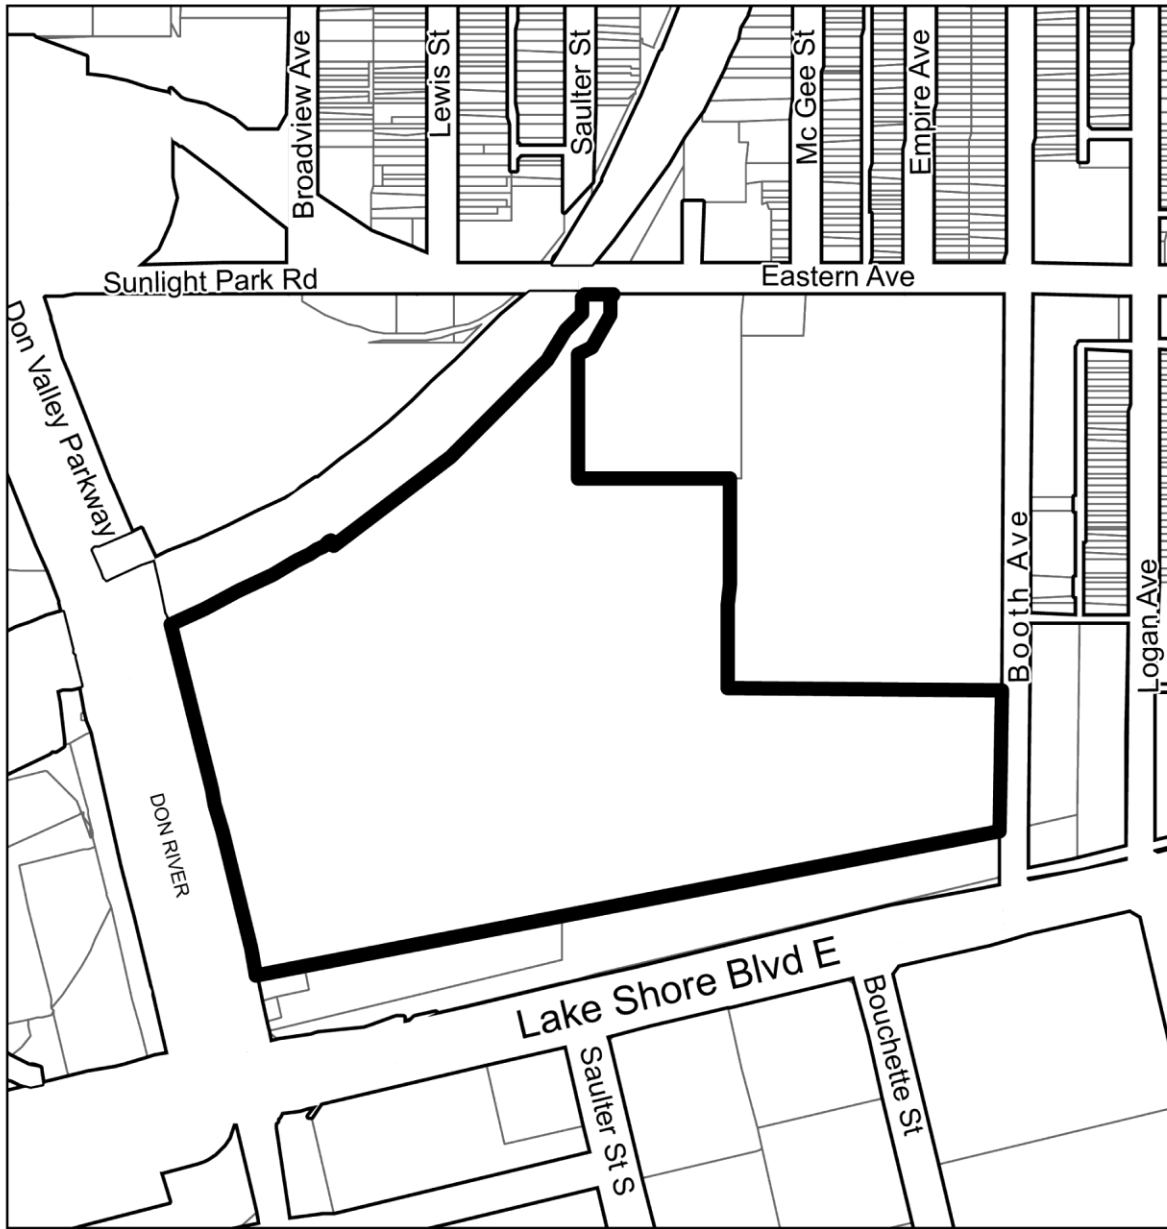 Broadview Ave
Lewis St
Saulter St
Mc Gee St
Empire Ave
Sunlight Park Rd
Eastern Ave
Don Valley Parkway
Booth Ave
Logan Ave
DON RIVER
Lake Shore Blvd E
Saulter St S
Bouchette St